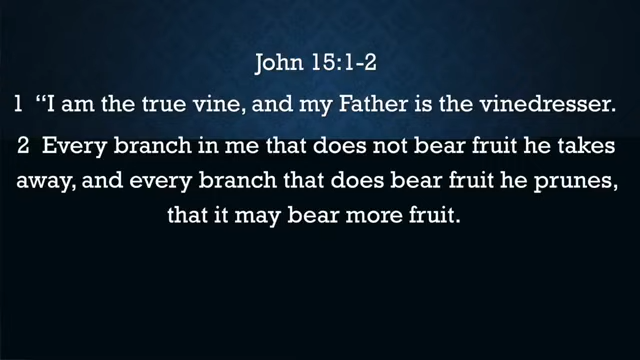 John 15:1-2
1 “I am the true vine, and my Father is the vinedresser.
2 Every branch in me that does not bear fruit he takes
away, and every branch that does bear fruit he prunes,
that it may bear more fruit.